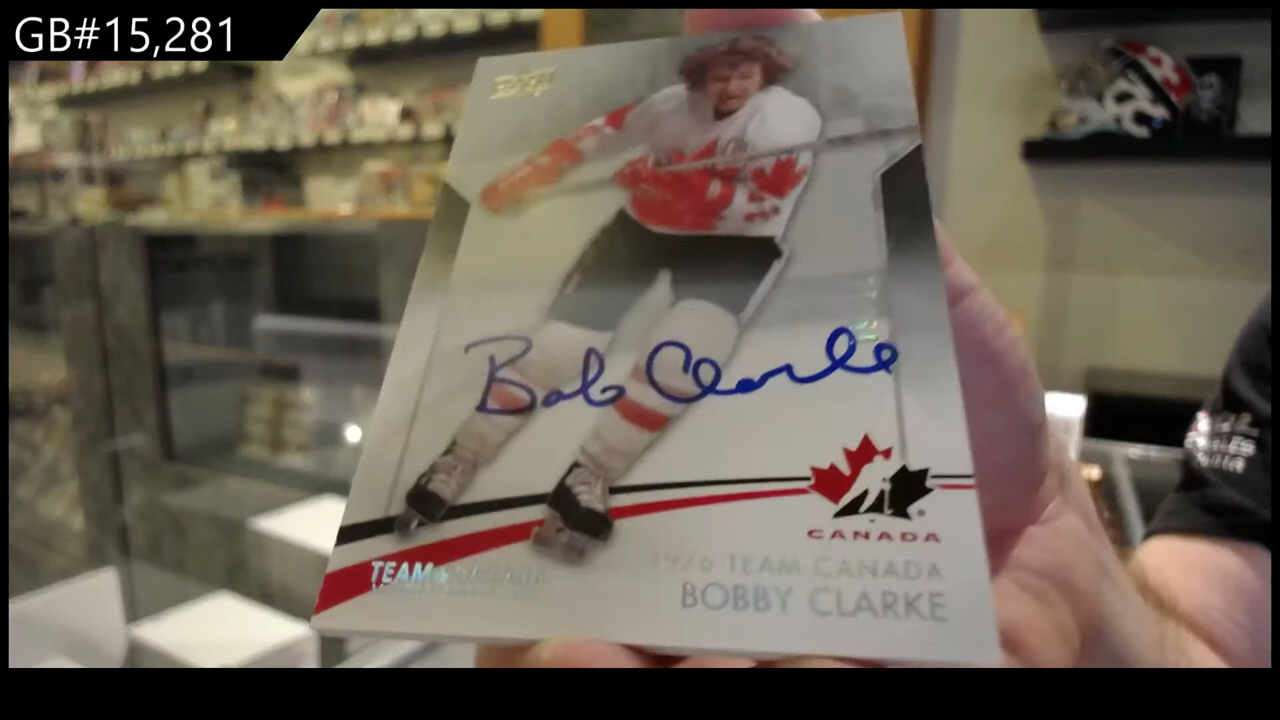 GB#15,281
Bob Clarke
CANADA
TEAM CANADA
1976 TEAM CANADA
BOBBY CLARKE